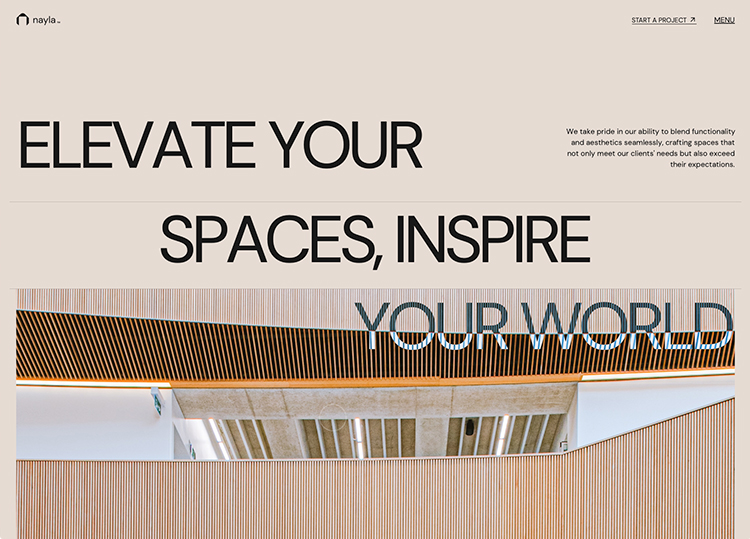 nayla
START A PROJECT
MENU
ELEVATE YOUR
We take pride in our ability to blend functionality
and aesthetics seamlessly, crafting spaces that
not only meet our clients' needs but also exceed
their expectations.
SPACES, INSPIRE
YOUR WORLD